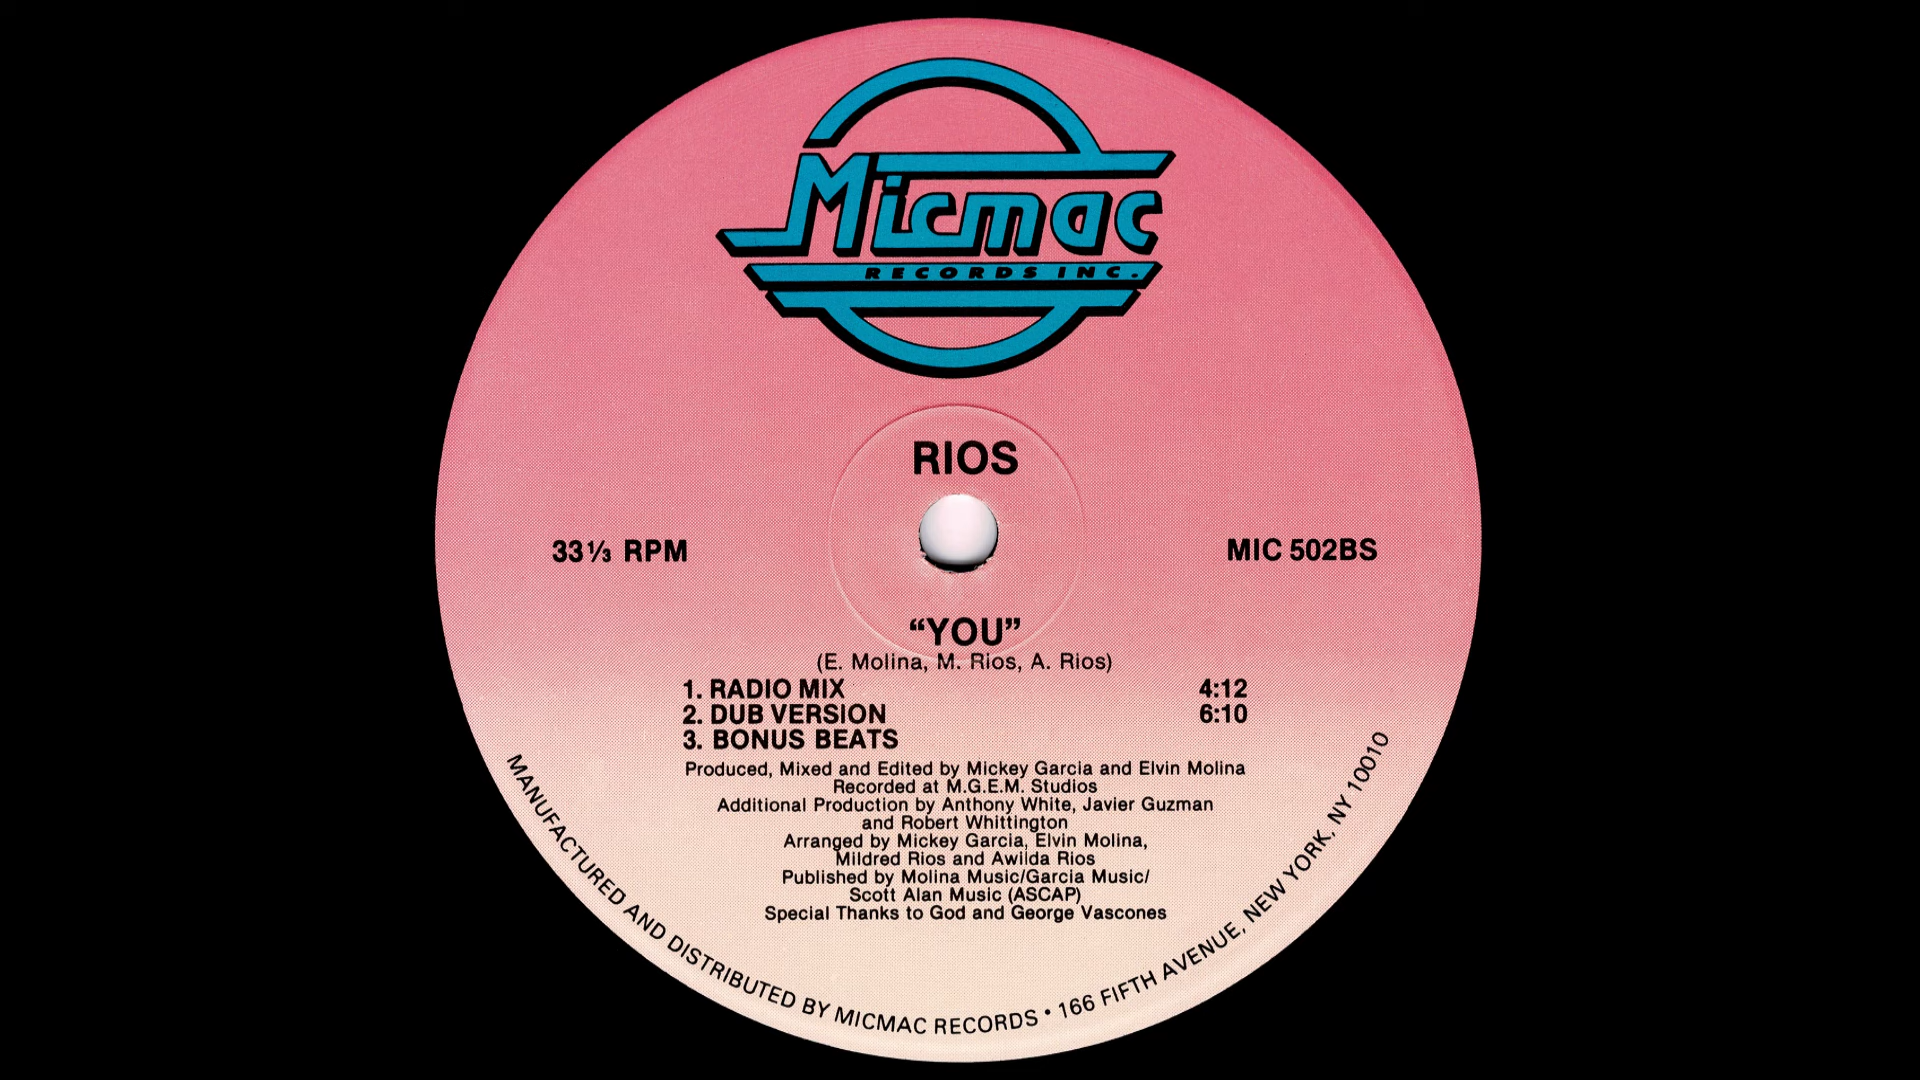 Micmac
RECORDS INC.
RIOS
33⅓ RPM
MIC 502BS
“YOU”
(E. Molina, M. Rios, A. Rios)
1. RADIO MIX 4:12
2. DUB VERSION 6:10
3. BONUS BEATS
Produced, Mixed and Edited by Mickey Garcia and Elvin Molina
Recorded at M.G.E.M. Studios
Additional Production by Anthony White, Javier Guzman
and Robert Whittington
Arranged by Mickey Garcia, Elvin Molina,
Mildred Rios and Awilda Rios
Published by Molina Music/Garcia Music/
Scott Alan Music (ASCAP)
Special Thanks to God and George Vascones
MANUFACTURED AND DISTRIBUTED BY MICMAC RECORDS • 166 FIFTH AVENUE, NEW YORK, NY 10010